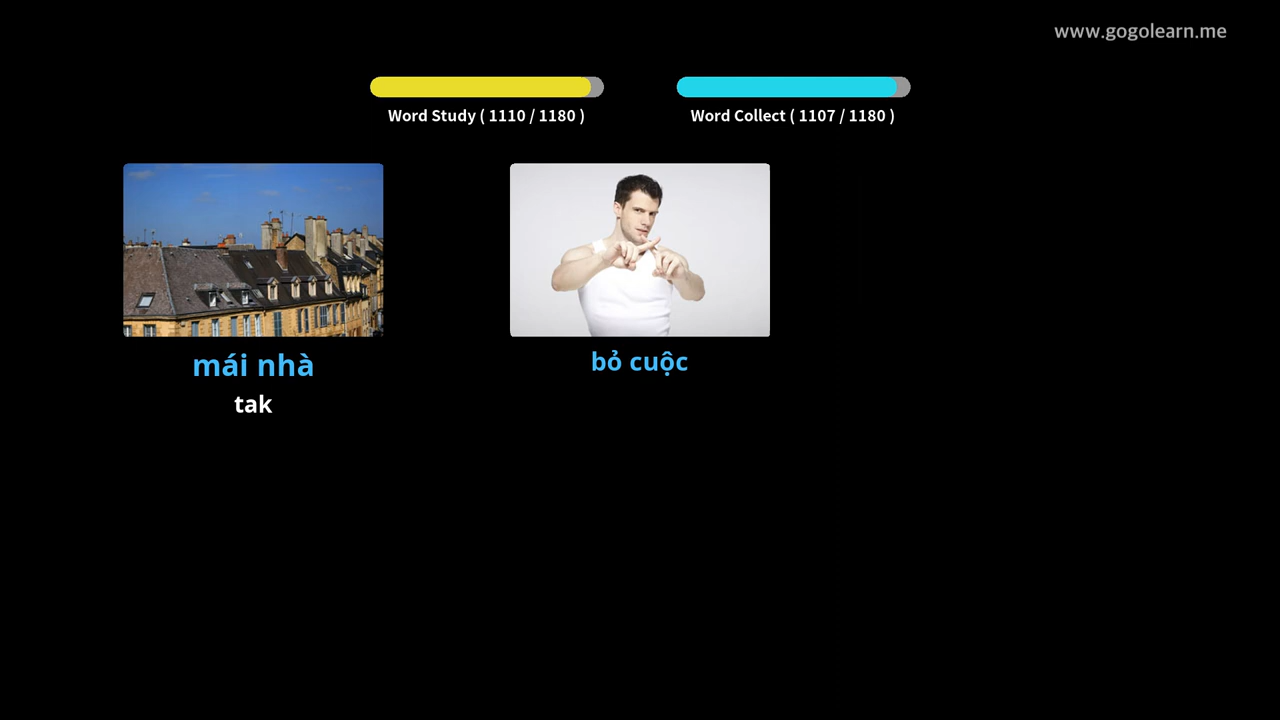 www.gogolearn.me
Word Study ( 1110 / 1180 )
Word Collect ( 1107 / 1180 )
mái nhà
tak
bỏ cuộc